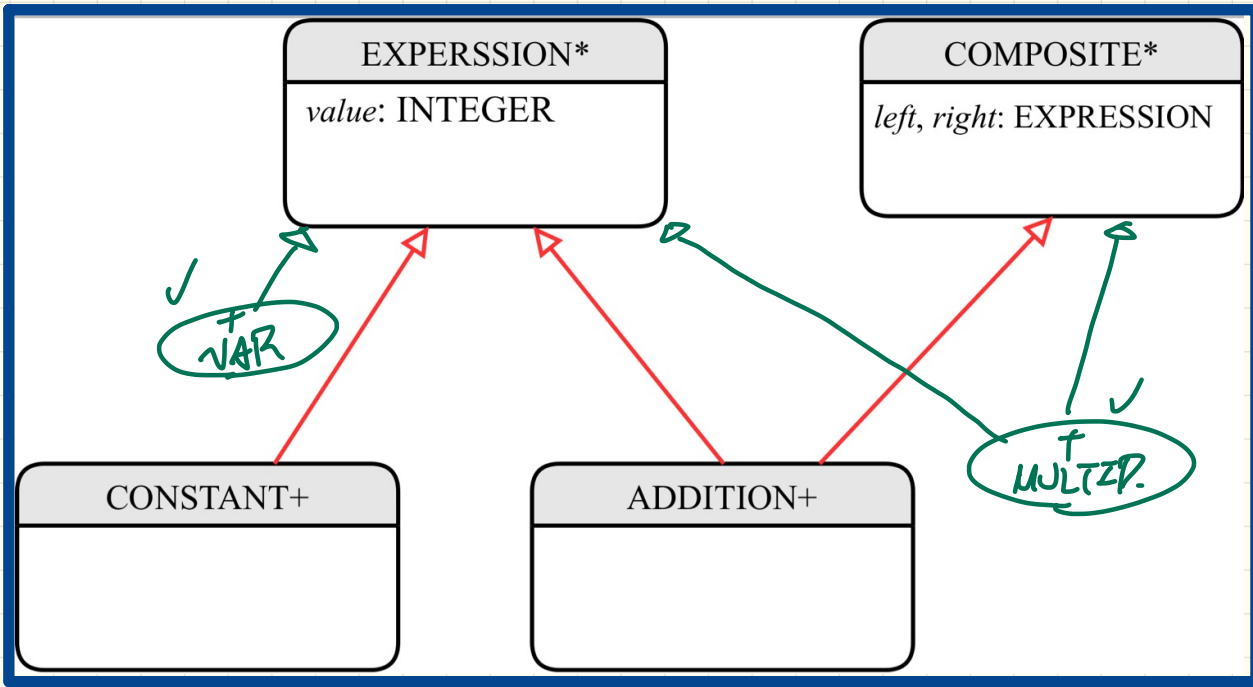 EXPERSSION*
value: INTEGER
COMPOSITE*
left, right: EXPRESSION
+
VAR
CONSTANT+
ADDITION+
+
MULTIP.